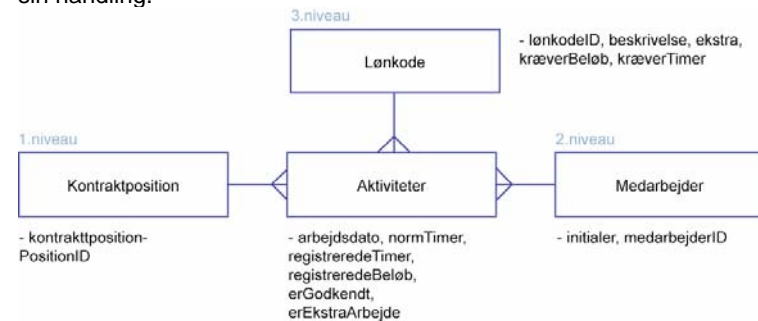 sin handling.
3.niveau
Lønkode
- lønkodeID, beskrivelse, ekstra,
kræverBeløb, kræverTimer
1.niveau
2.niveau
Kontraktposition
Aktiviteter
Medarbejder
- kontrakttposition-
PositionID
- arbejdsdato, normTimer,
registreredeTimer,
registreredeBeløb,
erGodkendt,
erEkstraArbejde
- initialer, medarbejderID